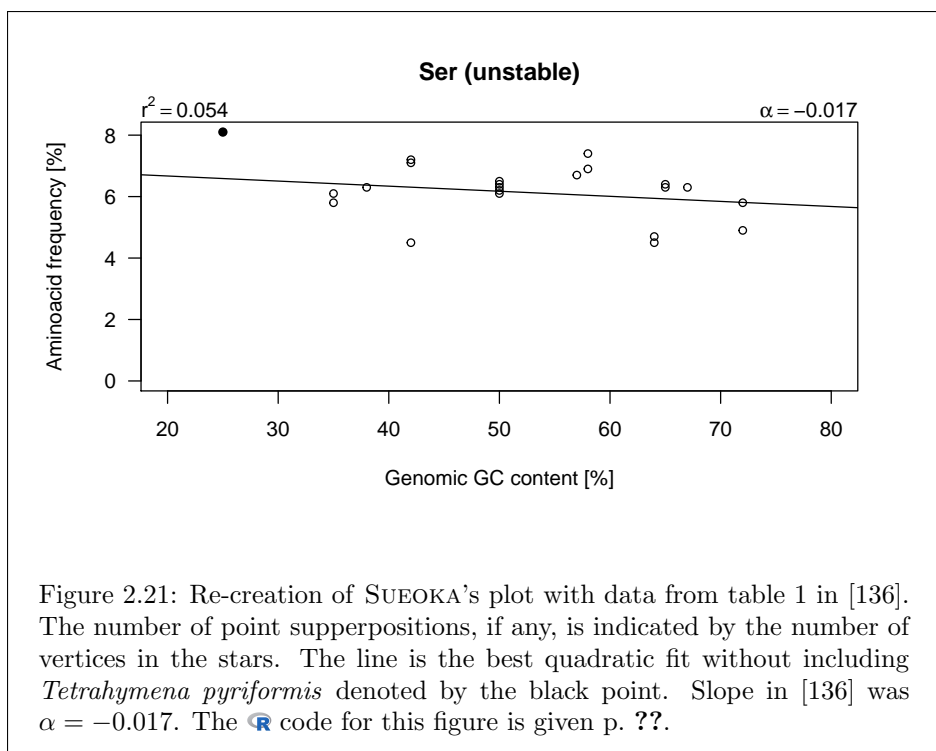 Ser (unstable)
r² = 0.054
α = −0.017
Aminoacid frequency [%]
8
6
4
2
0
20 30 40 50 60 70 80
Genomic GC content [%]
Figure 2.21: Re-creation of SUEOKA's plot with data from table 1 in [136].
The number of point supperpositions, if any, is indicated by the number of
vertices in the stars. The line is the best quadratic fit without including
Tetrahymena pyriformis denoted by the black point. Slope in [136] was
α = −0.017. The R code for this figure is given p. ??.